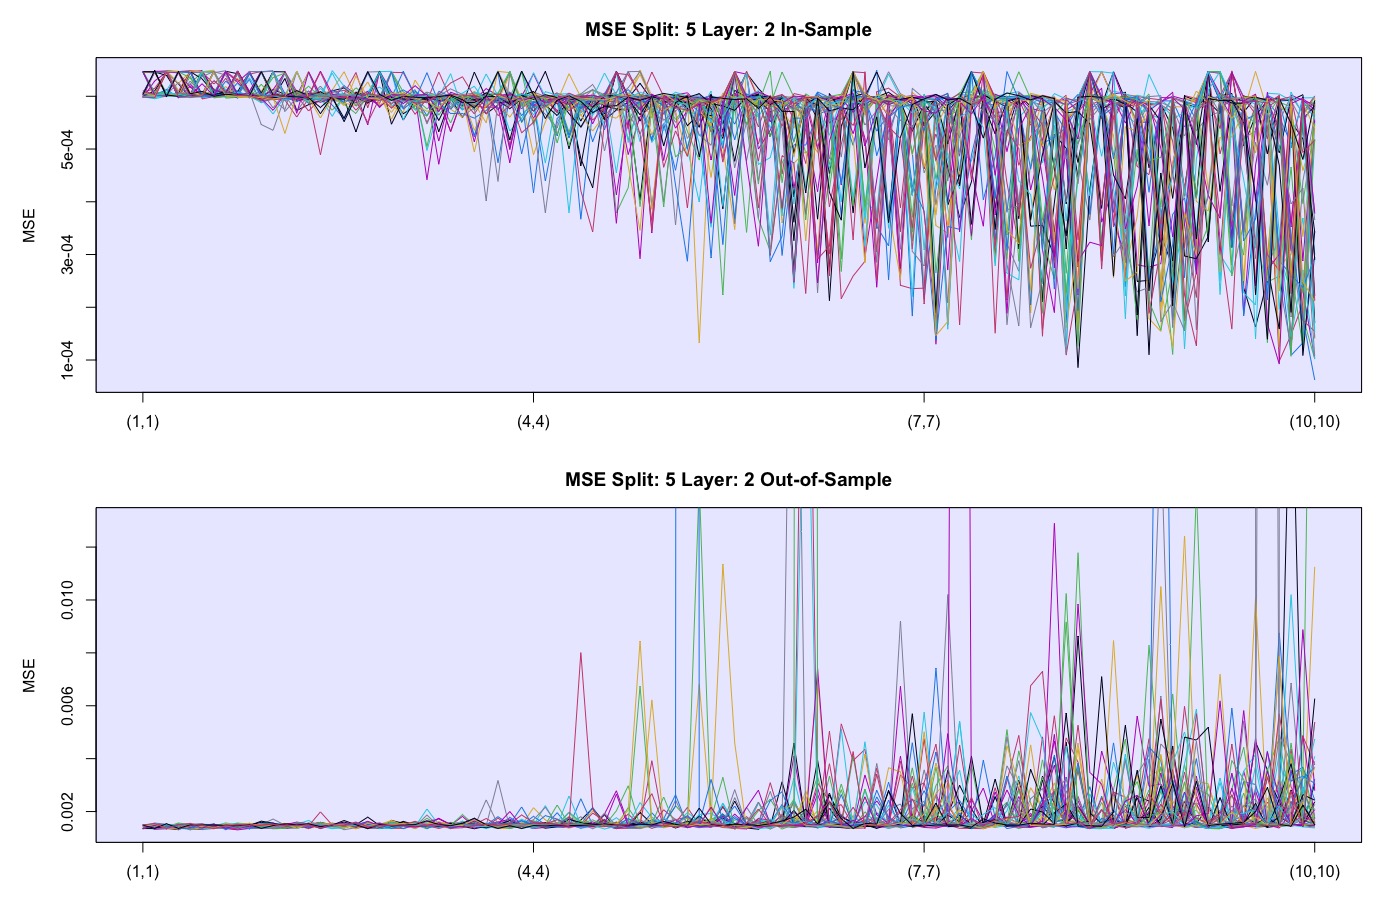 MSE Split: 5 Layer: 2 In-Sample
MSE
5e-04
3e-04
1e-04
(1,1) (4,4) (7,7) (10,10)
MSE Split: 5 Layer: 2 Out-of-Sample
MSE
0.010
0.006
0.002
(1,1) (4,4) (7,7) (10,10)